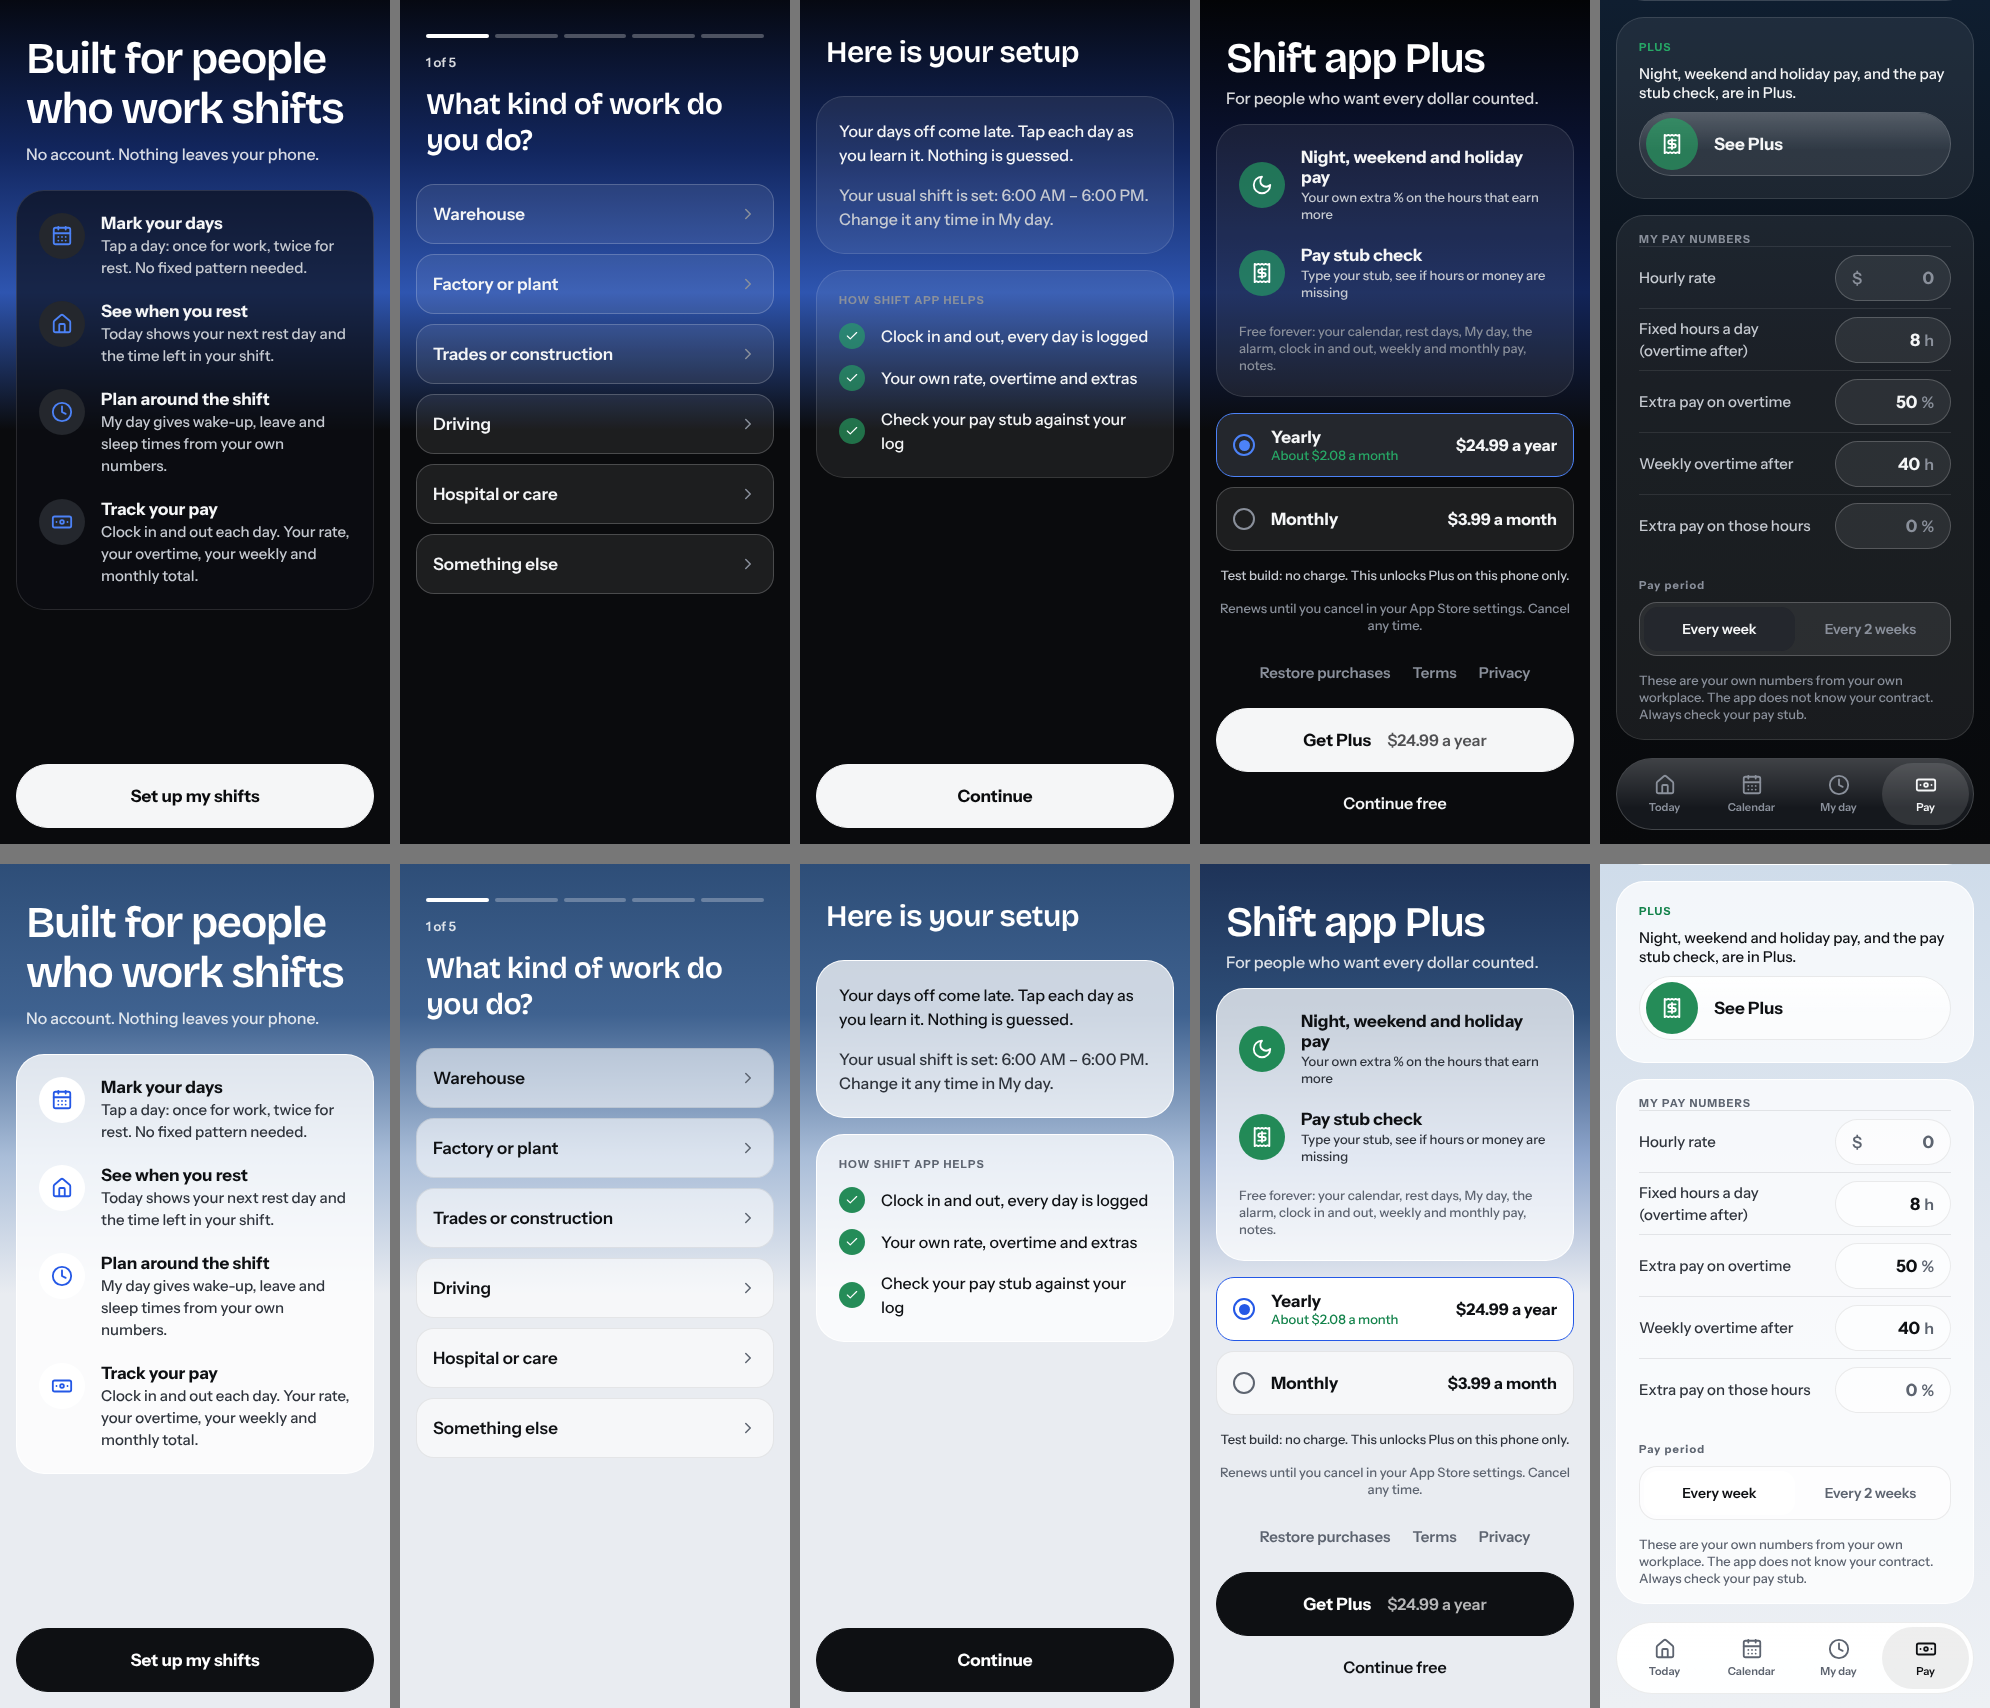 Built for people
who work shifts
No account. Nothing leaves your phone.
Mark your days
Tap a day: once for work, twice for
rest. No fixed pattern needed.
See when you rest
Today shows your next rest day and
the time left in your shift.
Plan around the shift
My day gives wake-up, leave and
sleep times from your own
numbers.
Track your pay
Clock in and out each day. Your rate,
your overtime, your weekly and
monthly total.
Set up my shifts
1 of 5
What kind of work do
you do?
Warehouse
Factory or plant
Trades or construction
Driving
Hospital or care
Something else
Here is your setup
Your days off come late. Tap each day as
you learn it. Nothing is guessed.
Your usual shift is set: 6:00 AM – 6:00 PM.
Change it any time in My day.
HOW SHIFT APP HELPS
Clock in and out, every day is logged
Your own rate, overtime and extras
Check your pay stub against your
log
Continue
Shift app Plus
For people who want every dollar counted.
Night, weekend and holiday
pay
Your own extra % on the hours that earn
more
Pay stub check
Type your stub, see if hours or money are
missing
Free forever: your calendar, rest days, My day, the
alarm, clock in and out, weekly and monthly pay,
notes.
Yearly
About $2.08 a month
$24.99 a year
Monthly
$3.99 a month
Test build: no charge. This unlocks Plus on this phone only.
Renews until you cancel in your App Store settings. Cancel
any time.
Restore purchases Terms Privacy
Get Plus $24.99 a year
Continue free
PLUS
Night, weekend and holiday pay, and the pay
stub check, are in Plus.
See Plus
MY PAY NUMBERS
Hourly rate $ 0
Fixed hours a day
(overtime after) 8 h
Extra pay on overtime 50 %
Weekly overtime after 40 h
Extra pay on those hours 0 %
Pay period
Every week Every 2 weeks
These are your own numbers from your own
workplace. The app does not know your contract.
Always check your pay stub.
Today Calendar My day Pay
Built for people
who work shifts
No account. Nothing leaves your phone.
Mark your days
Tap a day: once for work, twice for
rest. No fixed pattern needed.
See when you rest
Today shows your next rest day and
the time left in your shift.
Plan around the shift
My day gives wake-up, leave and
sleep times from your own
numbers.
Track your pay
Clock in and out each day. Your rate,
your overtime, your weekly and
monthly total.
Set up my shifts
1 of 5
What kind of work do
you do?
Warehouse
Factory or plant
Trades or construction
Driving
Hospital or care
Something else
Here is your setup
Your days off come late. Tap each day as
you learn it. Nothing is guessed.
Your usual shift is set: 6:00 AM – 6:00 PM.
Change it any time in My day.
HOW SHIFT APP HELPS
Clock in and out, every day is logged
Your own rate, overtime and extras
Check your pay stub against your
log
Continue
Shift app Plus
For people who want every dollar counted.
Night, weekend and holiday
pay
Your own extra % on the hours that earn
more
Pay stub check
Type your stub, see if hours or money are
missing
Free forever: your calendar, rest days, My day, the
alarm, clock in and out, weekly and monthly pay,
notes.
Yearly
About $2.08 a month
$24.99 a year
Monthly
$3.99 a month
Test build: no charge. This unlocks Plus on this phone only.
Renews until you cancel in your App Store settings. Cancel
any time.
Restore purchases Terms Privacy
Get Plus $24.99 a year
Continue free
PLUS
Night, weekend and holiday pay, and the pay
stub check, are in Plus.
See Plus
MY PAY NUMBERS
Hourly rate $ 0
Fixed hours a day
(overtime after) 8 h
Extra pay on overtime 50 %
Weekly overtime after 40 h
Extra pay on those hours 0 %
Pay period
Every week Every 2 weeks
These are your own numbers from your own
workplace. The app does not know your contract.
Always check your pay stub.
Today Calendar My day Pay